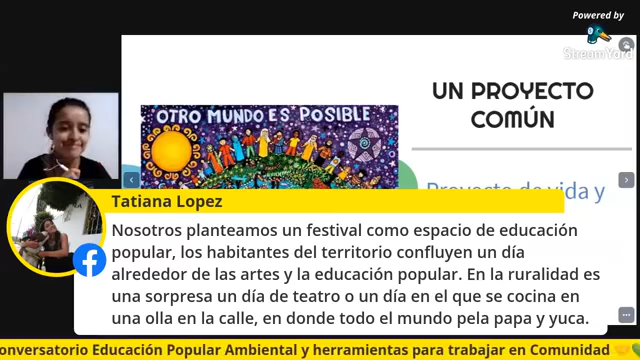 Powered by
StreamYard
UN PROYECTO
COMÚN
OTRO MUNDO ES POSIBLE
Proyecto de vida y
Tatiana Lopez
Nosotros planteamos un festival como espacio de educación
popular, los habitantes del territorio confluyen un día
alrededor de las artes y la educación popular. En la ruralidad es
una sorpresa un día de teatro o un día en el que se cocina en
una olla en la calle, en donde todo el mundo pela papa y yuca.
onversatorio Educación Popular Ambiental y herramientas para trabajar en Comunidad